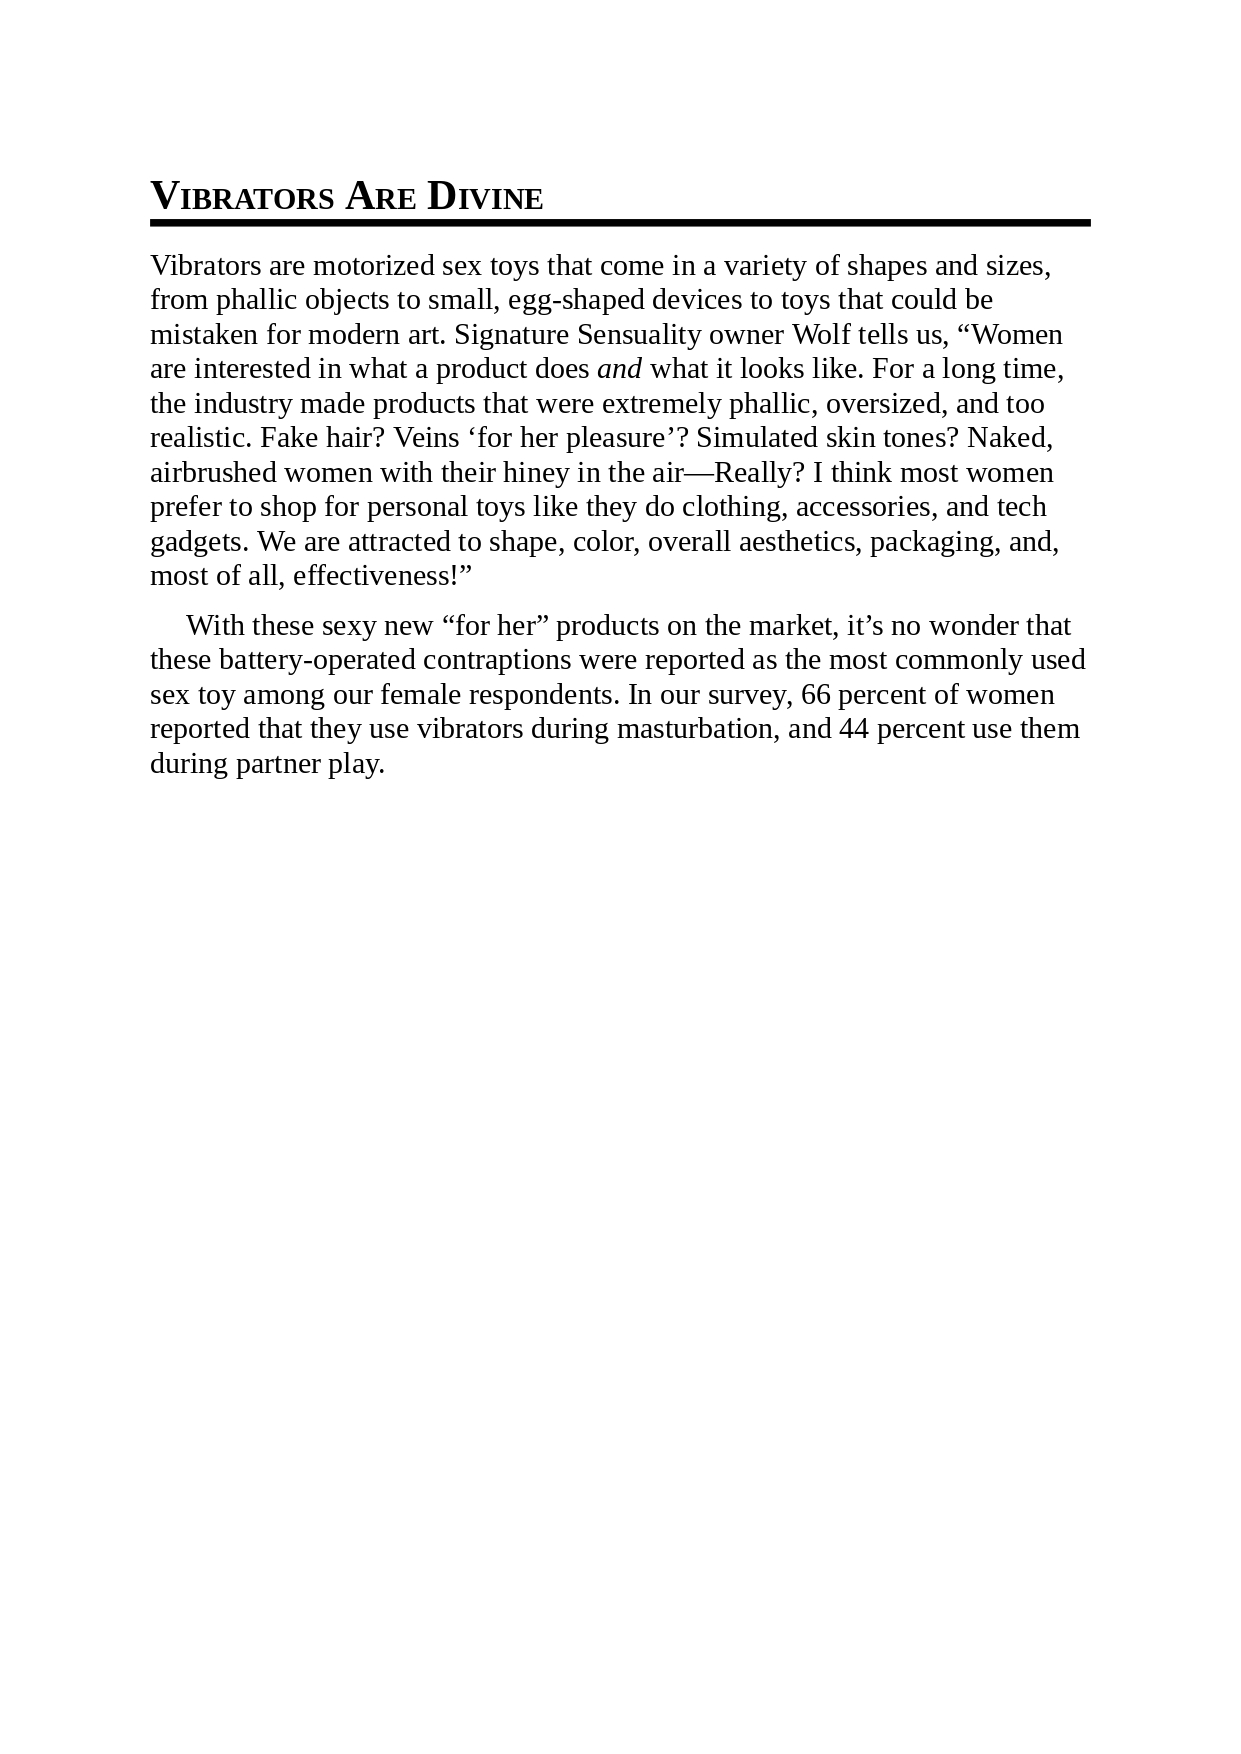 Vibrators Are Divine
Vibrators are motorized sex toys that come in a variety of shapes and sizes,
from phallic objects to small, egg-shaped devices to toys that could be
mistaken for modern art. Signature Sensuality owner Wolf tells us, “Women
are interested in what a product does and what it looks like. For a long time,
the industry made products that were extremely phallic, oversized, and too
realistic. Fake hair? Veins ‘for her pleasure’? Simulated skin tones? Naked,
airbrushed women with their hiney in the air—Really? I think most women
prefer to shop for personal toys like they do clothing, accessories, and tech
gadgets. We are attracted to shape, color, overall aesthetics, packaging, and,
most of all, effectiveness!”
With these sexy new “for her” products on the market, it’s no wonder that
these battery-operated contraptions were reported as the most commonly used
sex toy among our female respondents. In our survey, 66 percent of women
reported that they use vibrators during masturbation, and 44 percent use them
during partner play.